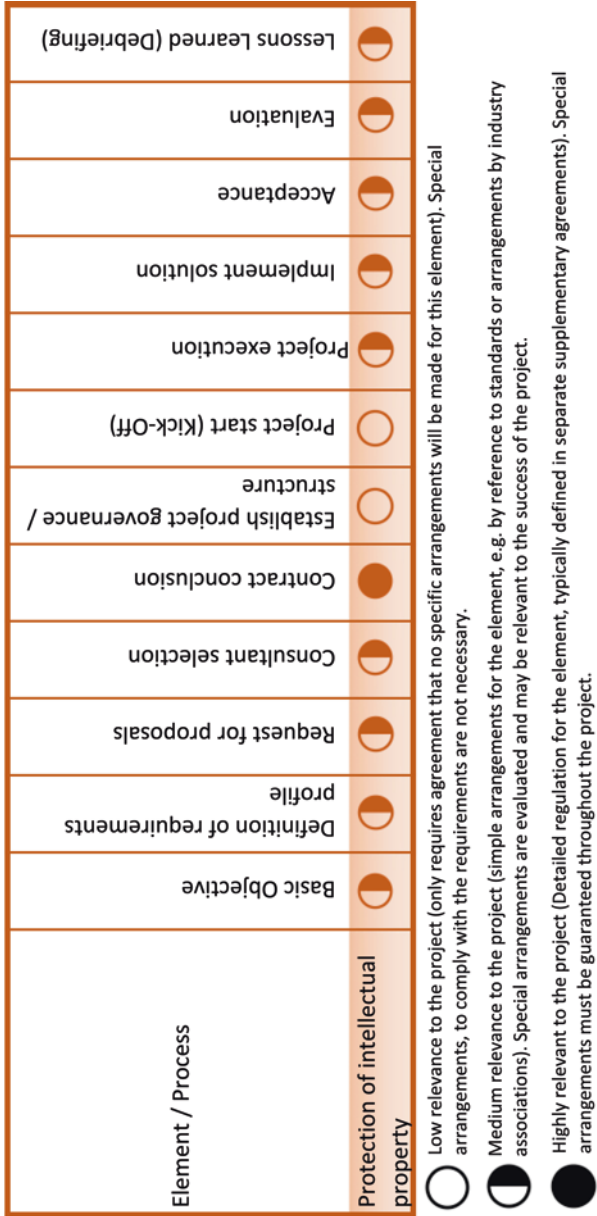 Element / Process
Basic Objective
Definition of requirements
profile
Request for proposals
Consultant selection
Contract conclusion
Establish project governance /
structure
Project start (Kick-Off)
Project execution
Implement solution
Acceptance
Evaluation
Lessons Learned (Debriefing)
Protection of intellectual
property
Low relevance to the project (only requires agreement that no specific arrangements will be made for this element). Special
arrangements, to comply with the requirements are not necessary.
Medium relevance to the project (simple arrangements for the element, e.g. by reference to standards or arrangements by industry
associations). Special arrangements are evaluated and may be relevant to the success of the project.
Highly relevant to the project (Detailed regulation for the element, typically defined in separate supplementary agreements). Special
arrangements must be guaranteed throughout the project.